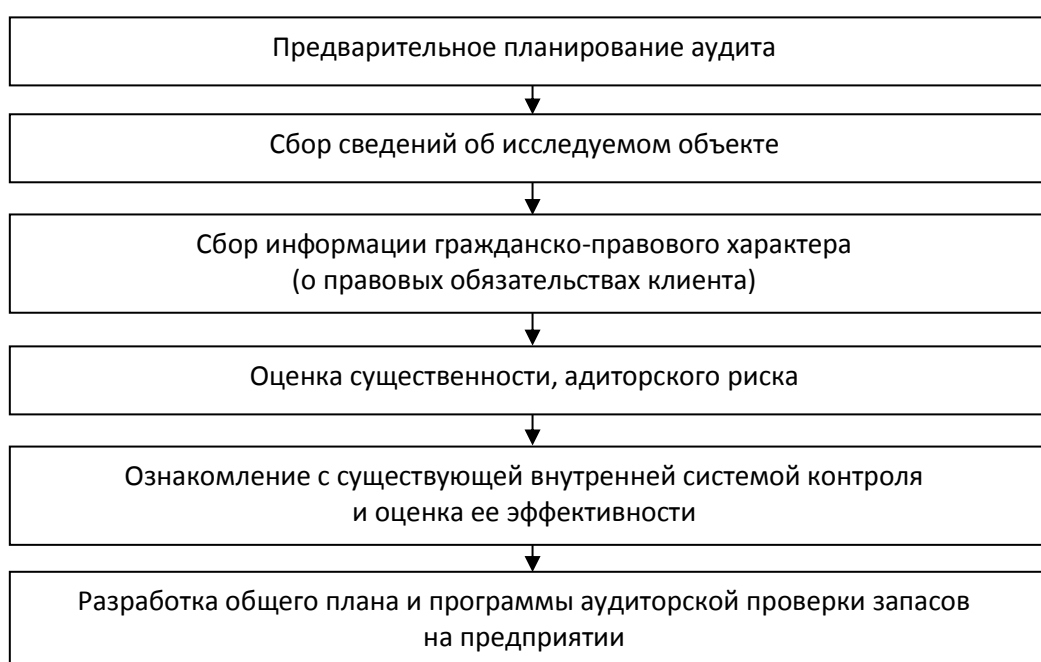 Предварительное планирование аудита
Сбор сведений об исследуемом объекте
Сбор информации гражданско-правового характера
(о правовых обязательствах клиента)
Оценка существенности, адиторского риска
Ознакомление с существующей внутренней системой контроля
и оценка ее эффективности
Разработка общего плана и программы аудиторской проверки запасов
на предприятии